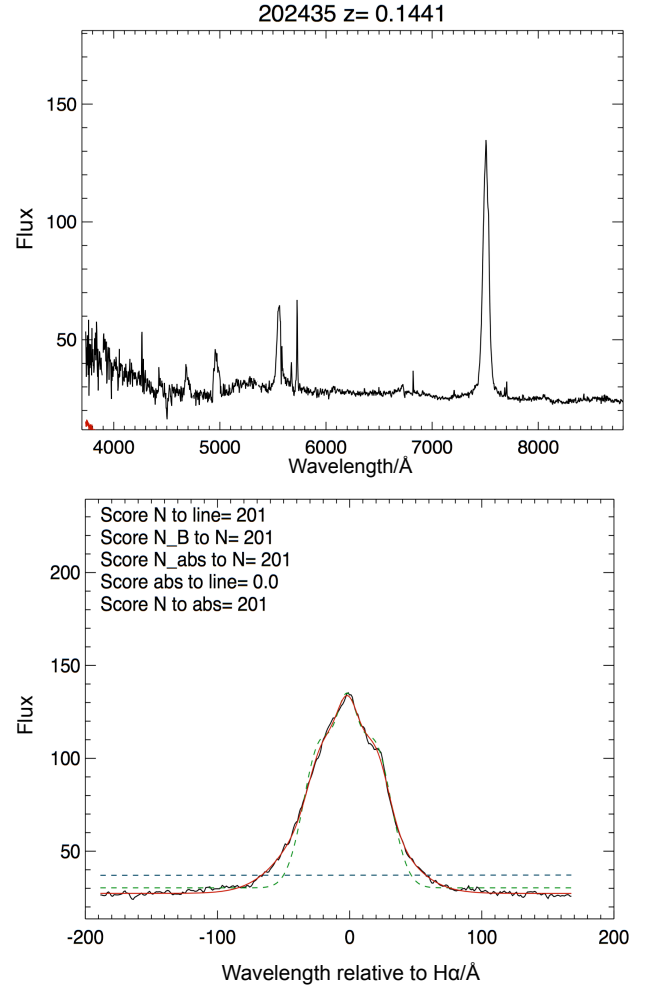 202435 z= 0.1441
150
100
50
Flux
4000 5000 6000 7000 8000
Wavelength/Å
Score N to line= 201
Score N_B to N= 201
Score N_abs to N= 201
Score abs to line= 0.0
Score N to abs= 201
200
150
100
50
Flux
-200 -100 0 100 200
Wavelength relative to Hα/Å